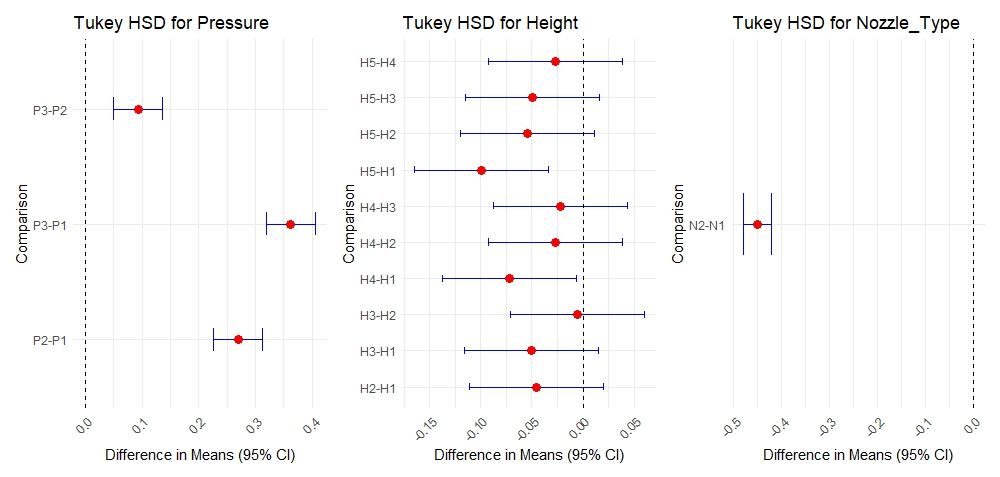 Tukey HSD for Pressure
Comparison
P3-P2
P3-P1
P2-P1
0.0 0.1 0.2 0.3 0.4
Difference in Means (95% CI)
Tukey HSD for Height
Comparison
H5-H4
H5-H3
H5-H2
H5-H1
H4-H3
H4-H2
H4-H1
H3-H2
H3-H1
H2-H1
-0.15 -0.10 -0.05 0.00 0.05
Difference in Means (95% CI)
Tukey HSD for Nozzle_Type
Comparison
N2-N1
-0.5 -0.4 -0.3 -0.2 -0.1 0.0
Difference in Means (95% CI)